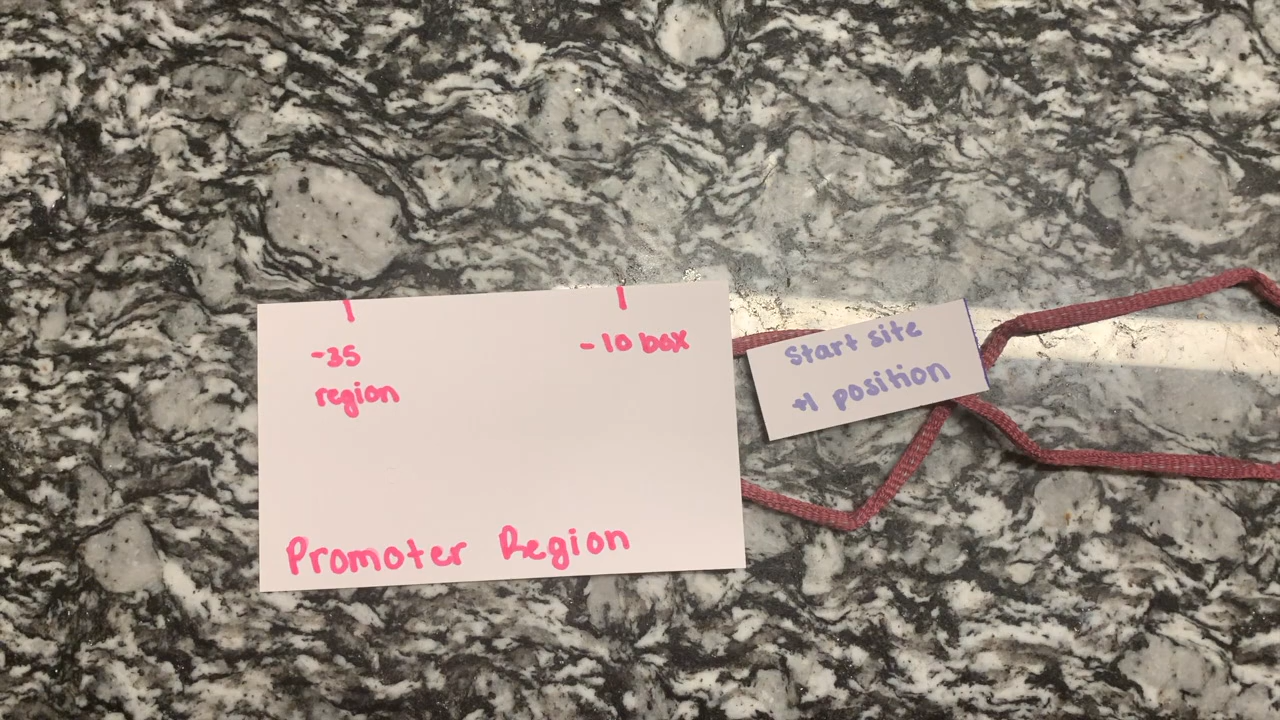 -35
region
-10 box
Start site
+1 position
Promoter Region